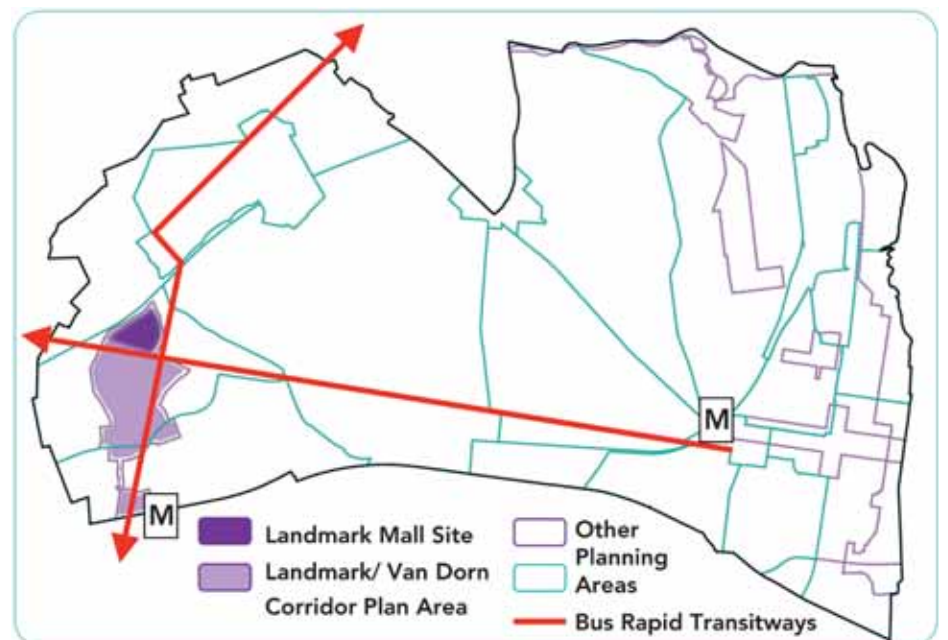 M
M
Landmark Mall Site
Landmark/ Van Dorn
Corridor Plan Area
Other
Planning
Areas
Bus Rapid Transitways